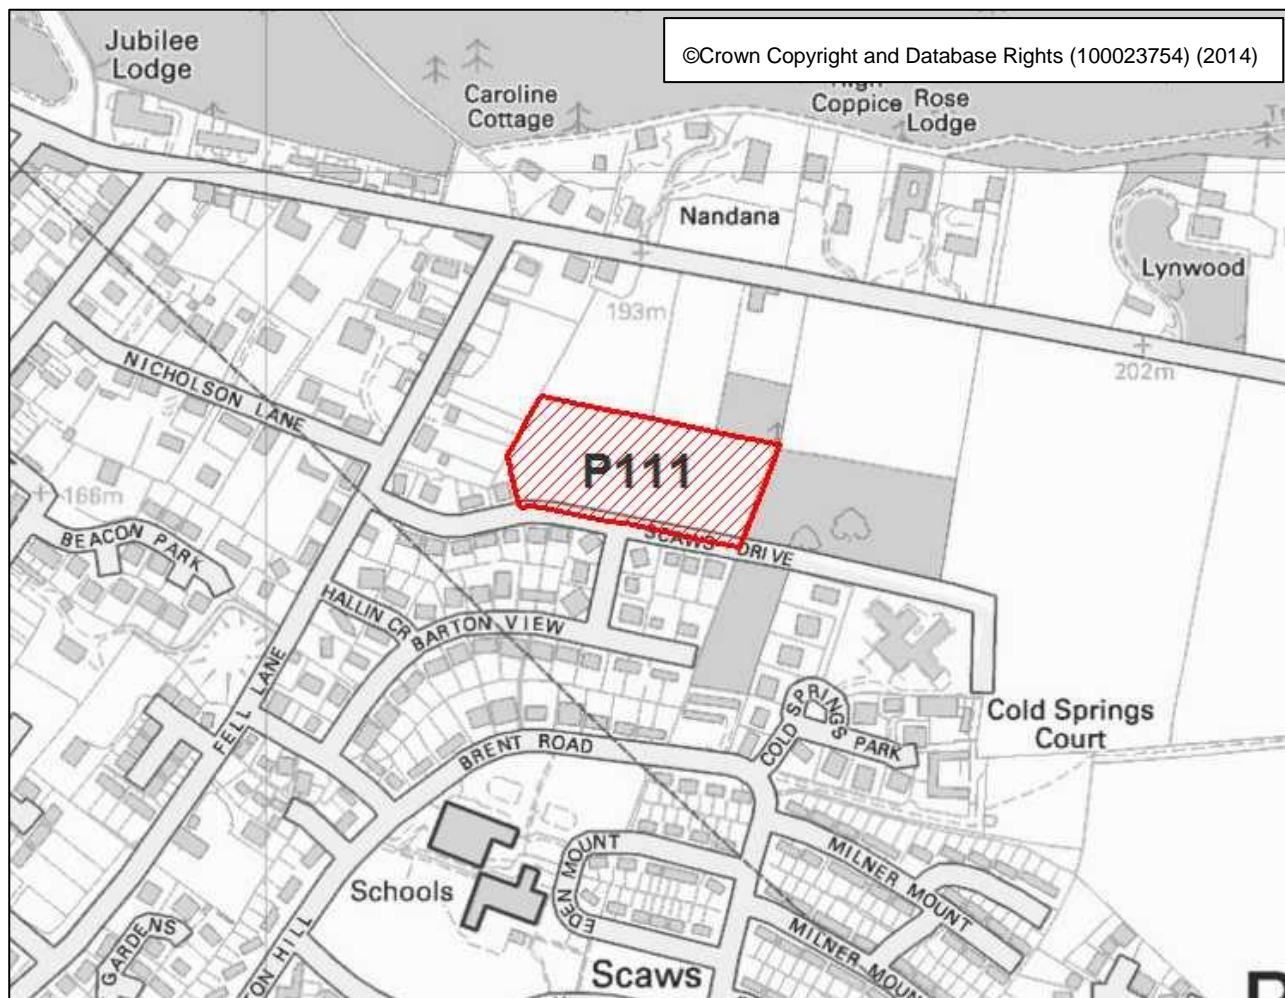 ©Crown Copyright and Database Rights (100023754) (2014)
Jubilee
Lodge
Caroline
Cottage
Coppice
Rose
Lodge
Nandana
Lynwood
193m
202m
NICHOLSON LANE
P111
166m
BEACON PARK
SCAWS DRIVE
HALLIN CR
BARTON VIEW
FELL LANE
COLD SPRINGS PARK
Cold Springs
Court
BRENT ROAD
EDEN MOUNT
MILNER MOUNT
Schools
GARDENS
MILNER
Scaws